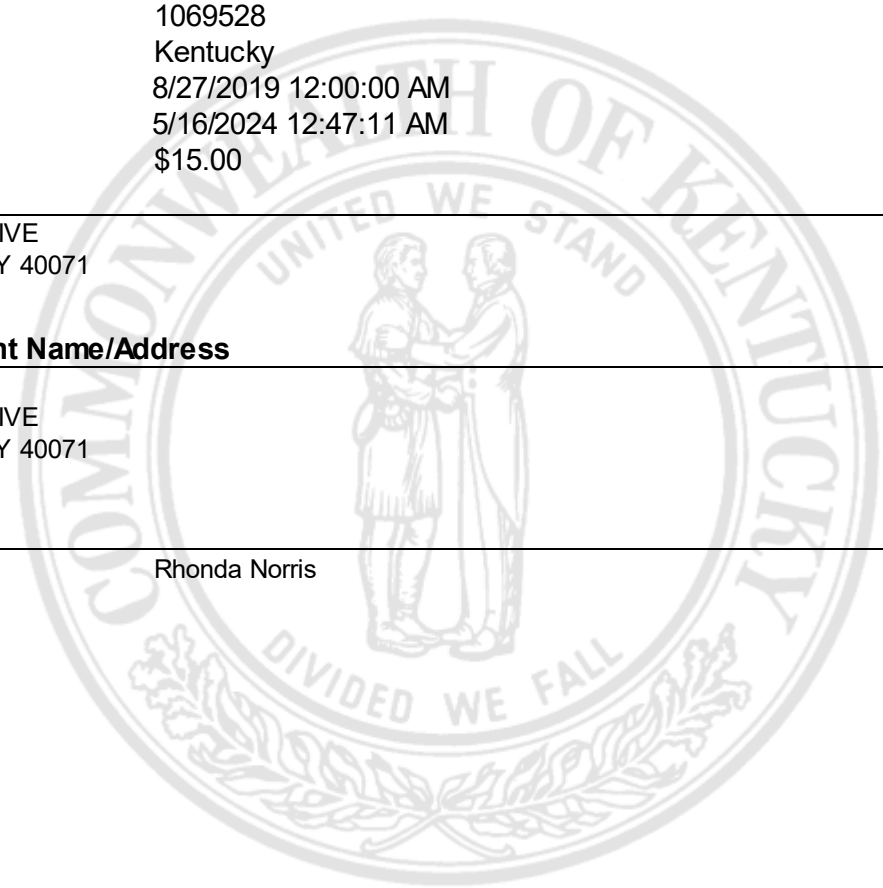 1069528
Kentucky
8/27/2019 12:00:00 AM
5/16/2024 12:47:11 AM
$15.00
IVE
Y 40071
nt Name/Address
IVE
Y 40071
Rhonda Norris
COMMONWEALTH OF KENTUCKY
UNITED WE STAND
DIVIDED WE FALL